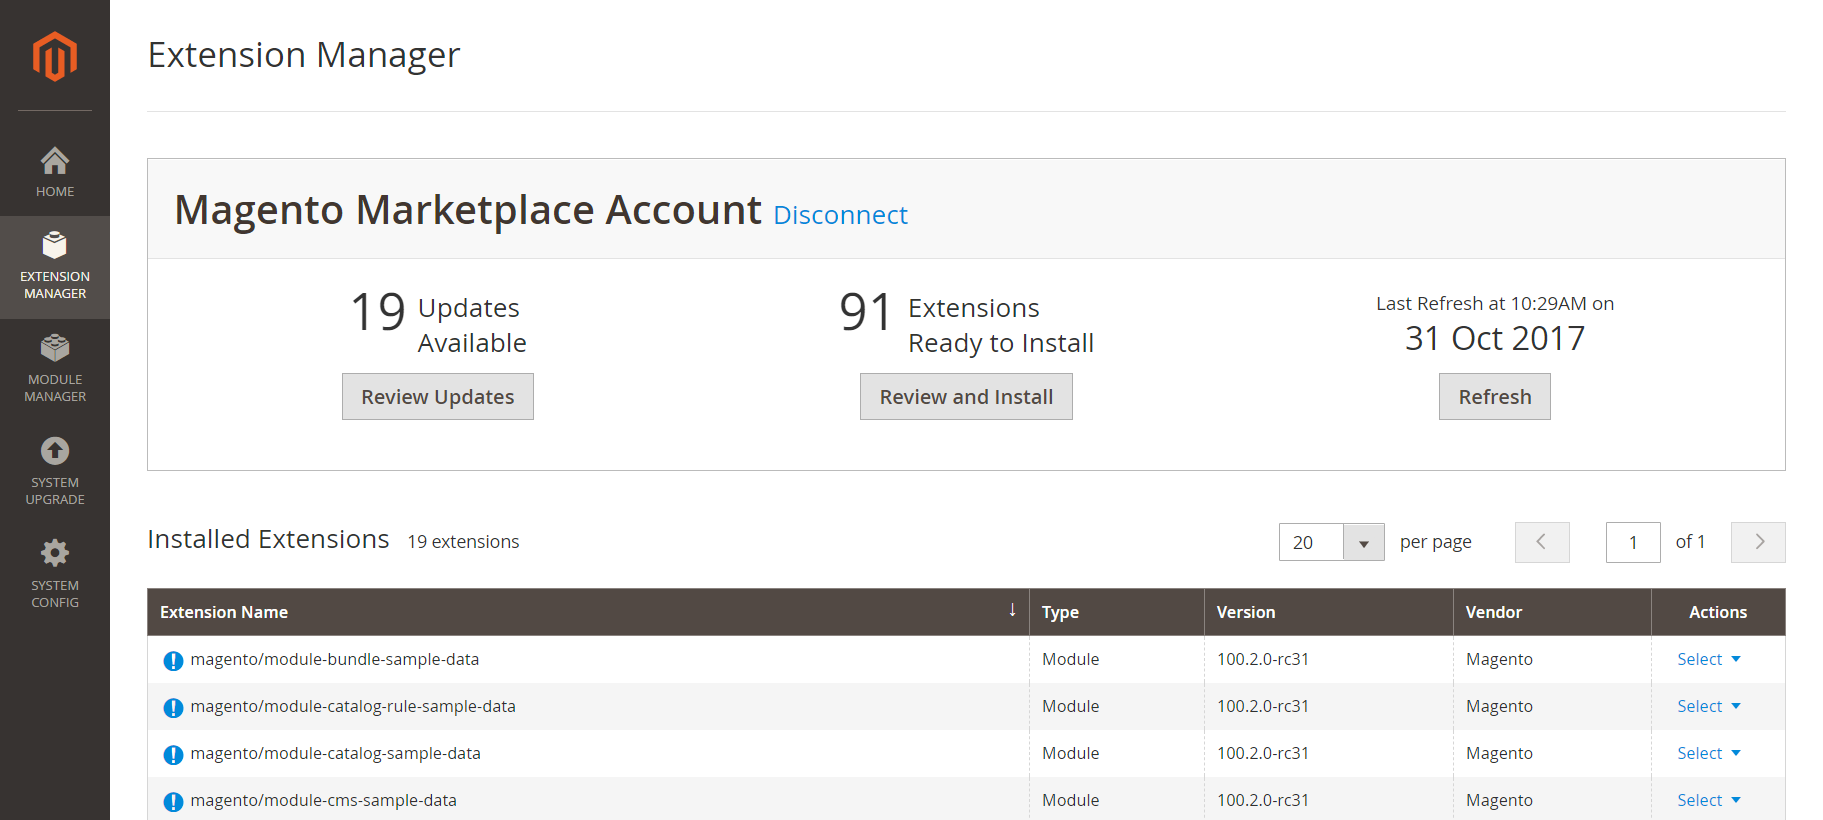 Extension Manager
HOME
EXTENSION
MANAGER
MODULE
MANAGER
SYSTEM
UPGRADE
SYSTEM
CONFIG
Magento Marketplace Account Disconnect
19 Updates
Available
Review Updates
91 Extensions
Ready to Install
Review and Install
Last Refresh at 10:29AM on
31 Oct 2017
Refresh
Installed Extensions 19 extensions 20 per page 1 of 1
Extension Name ↓ Type Version Vendor Actions
magento/module-bundle-sample-data Module 100.2.0-rc31 Magento Select
magento/module-catalog-rule-sample-data Module 100.2.0-rc31 Magento Select
magento/module-catalog-sample-data Module 100.2.0-rc31 Magento Select
magento/module-cms-sample-data Module 100.2.0-rc31 Magento Select